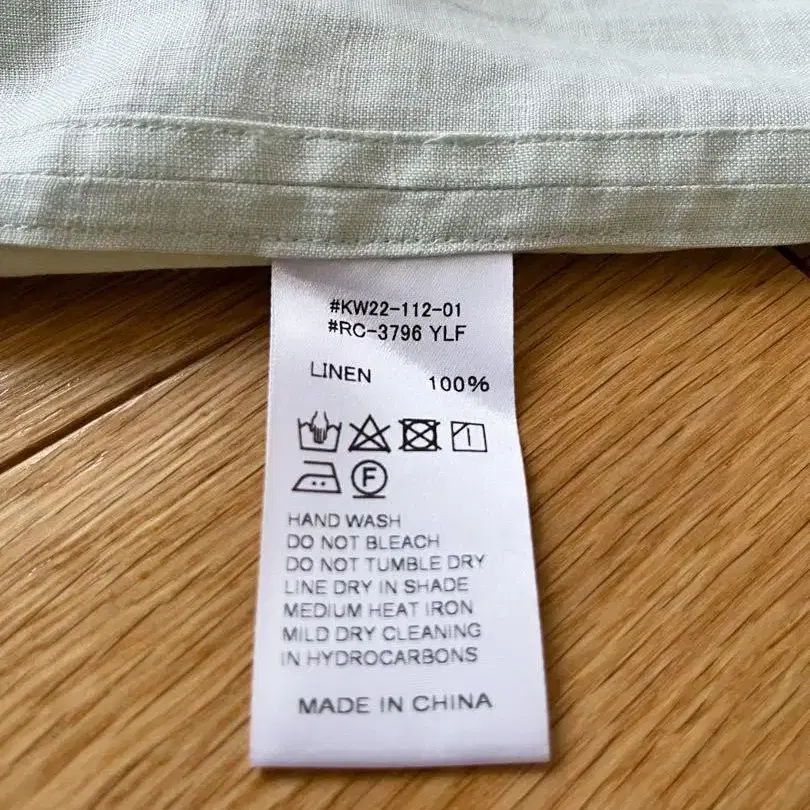 #KW22-112-01
#RC-3796 YLF
LINEN 100%
F
HAND WASH
DO NOT BLEACH
DO NOT TUMBLE DRY
LINE DRY IN SHADE
MEDIUM HEAT IRON
MILD DRY CLEANING
IN HYDROCARBONS
MADE IN CHINA